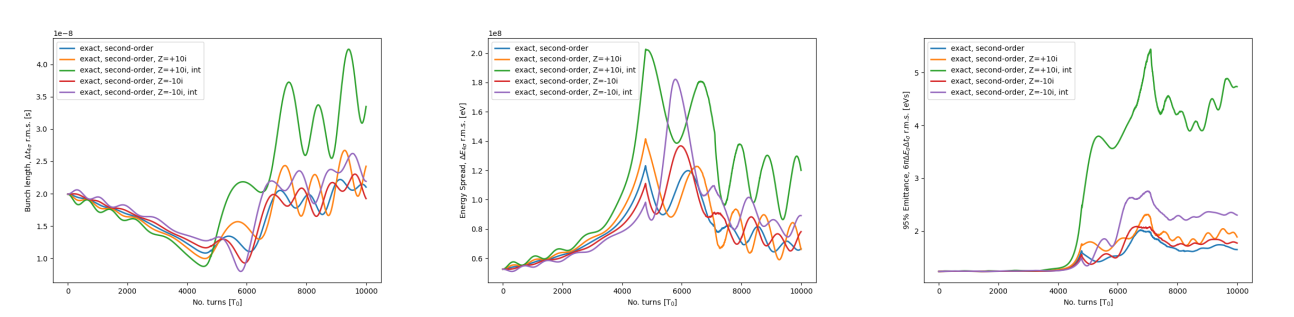 1e−8
Bunch length, Δt₄σ r.m.s. [s]
4.0
3.5
3.0
2.5
2.0
1.5
1.0
exact, second-order
exact, second-order, Z=+10i
exact, second-order, Z=+10i, int
exact, second-order, Z=-10i
exact, second-order, Z=-10i, int
0 2000 4000 6000 8000 10000
No. turns [T₀]
1e8
Energy Spread, ΔE₄σ r.m.s. [eV]
2.0
1.8
1.6
1.4
1.2
1.0
0.8
0.6
exact, second-order
exact, second-order, Z=+10i
exact, second-order, Z=+10i, int
exact, second-order, Z=-10i
exact, second-order, Z=-10i, int
0 2000 4000 6000 8000 10000
No. turns [T₀]
95% Emittance, 6πΔE₄σΔt₄σ r.m.s. [eVs]
5
4
3
2
exact, second-order
exact, second-order, Z=+10i
exact, second-order, Z=+10i, int
exact, second-order, Z=-10i
exact, second-order, Z=-10i, int
0 2000 4000 6000 8000 10000
No. turns [T₀]